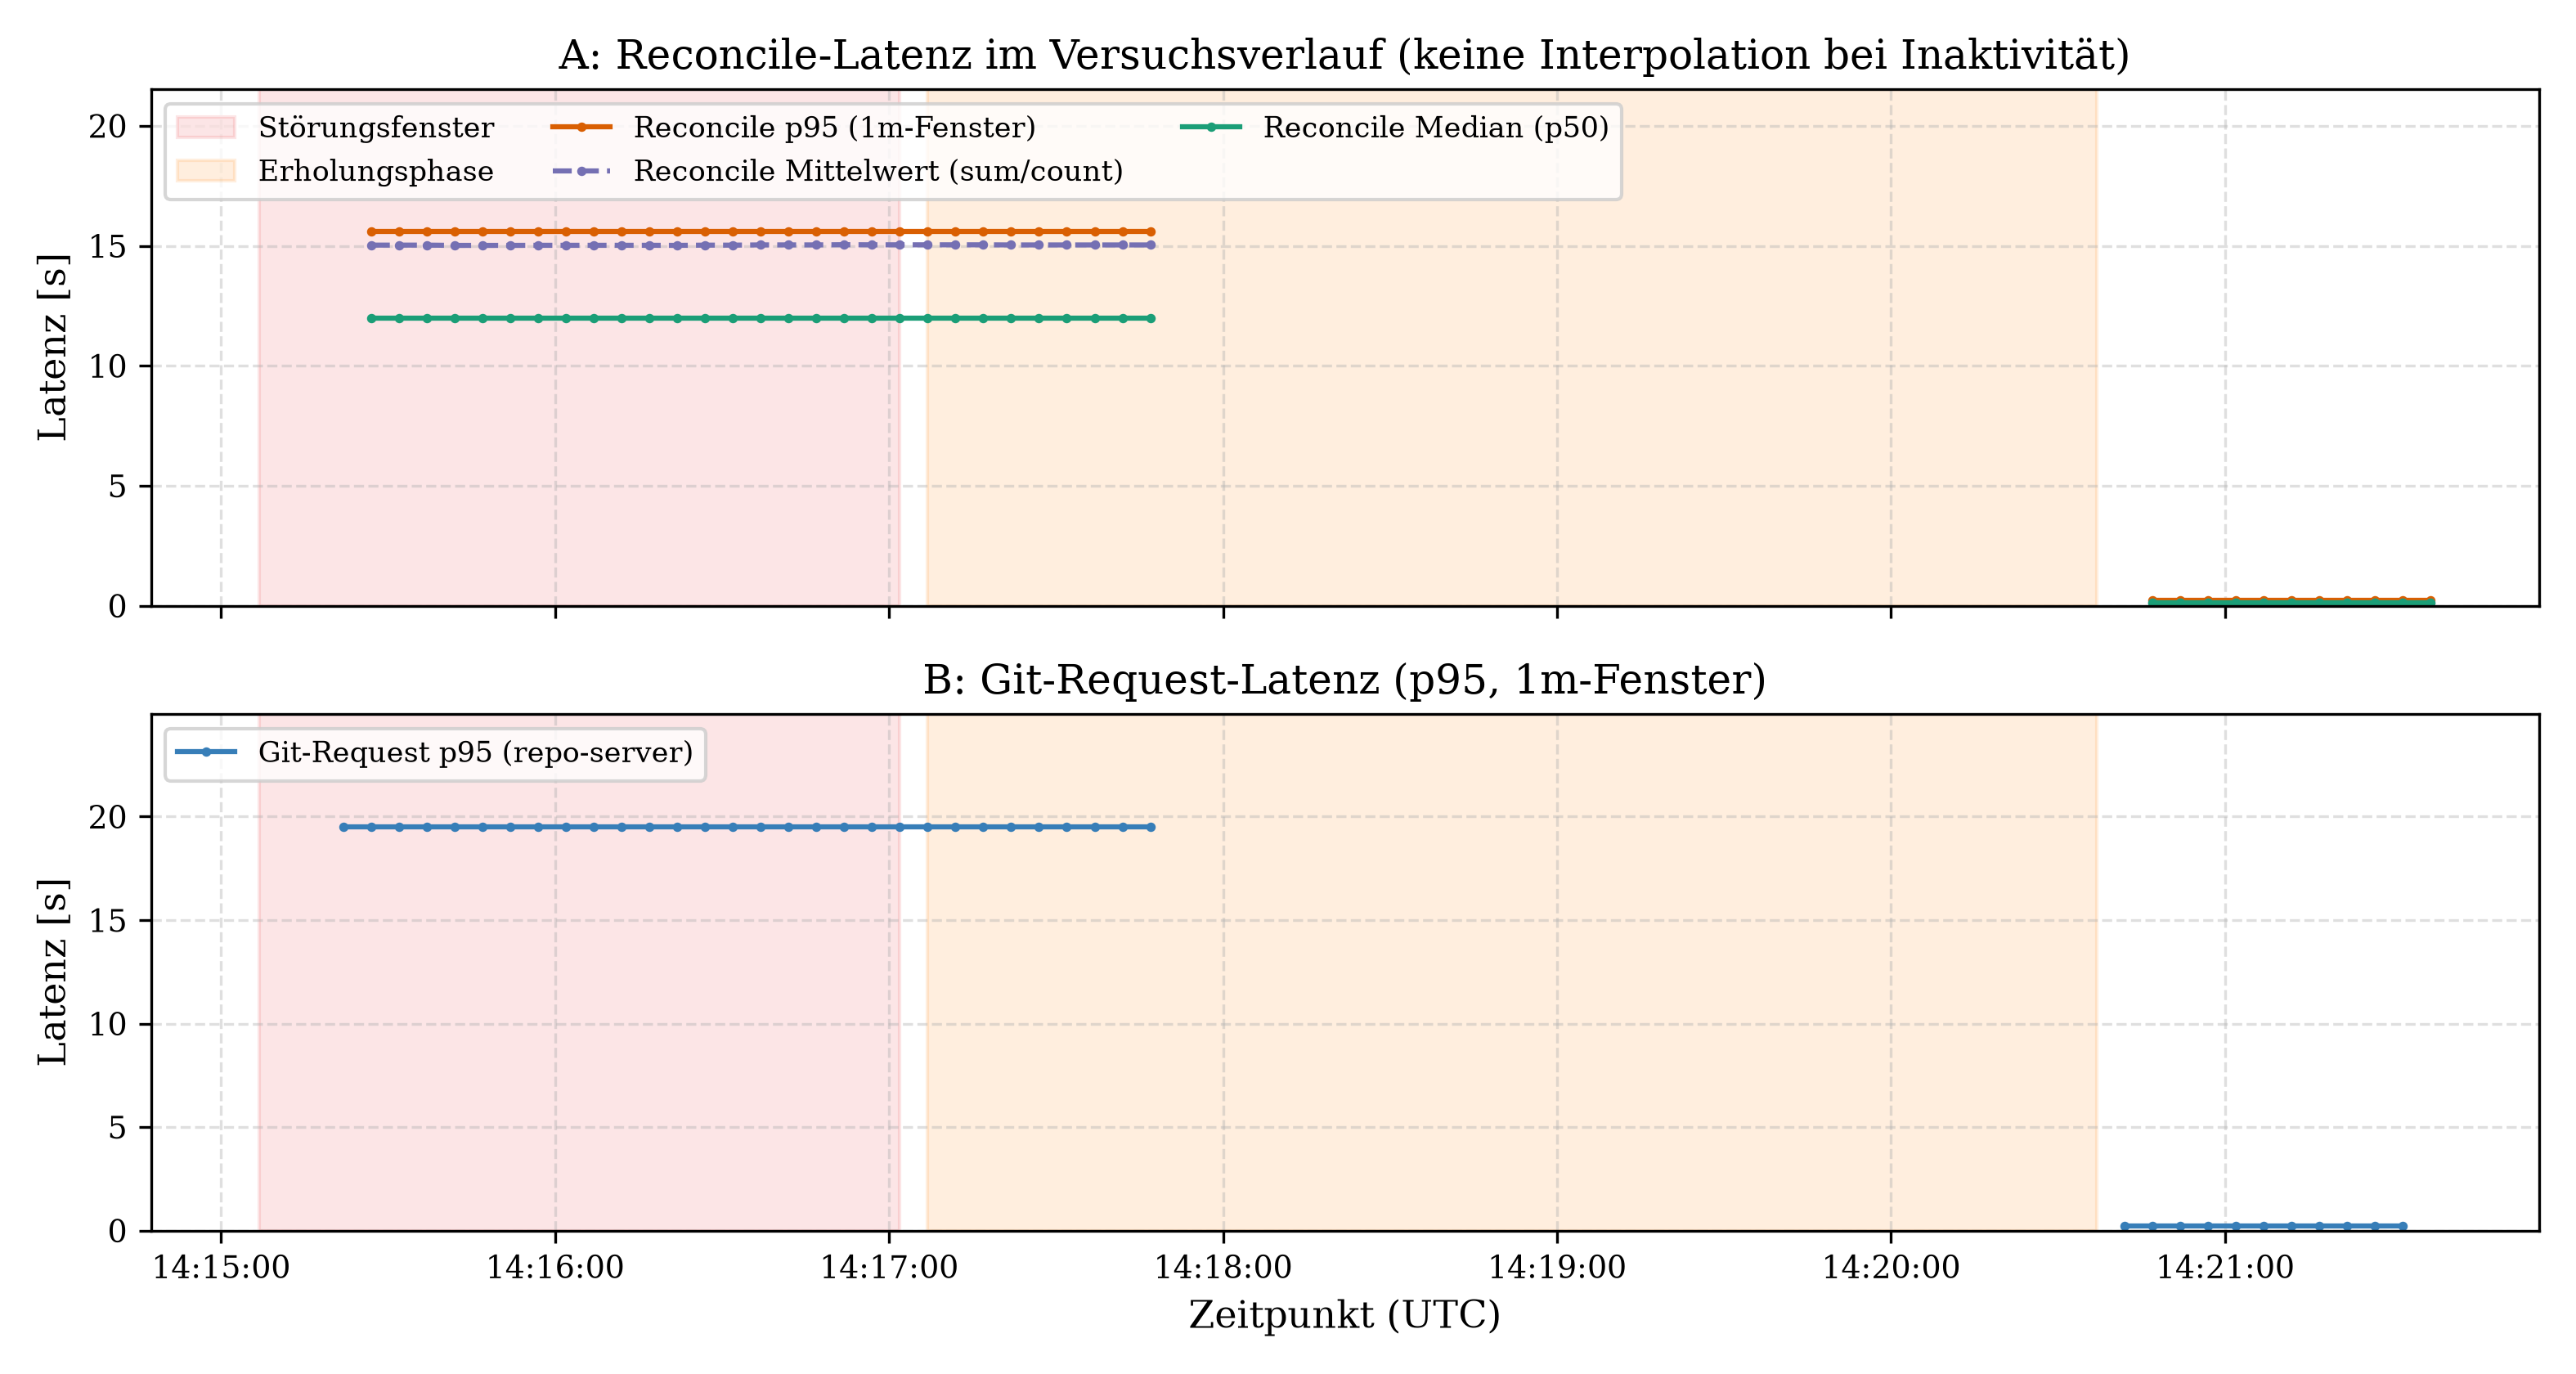 A: Reconcile-Latenz im Versuchsverlauf (keine Interpolation bei Inaktivität)
Störungsfenster
Erholungsphase
Reconcile p95 (1m-Fenster)
Reconcile Mittelwert (sum/count)
Reconcile Median (p50)
Latenz [s]
20
15
10
5
0
B: Git-Request-Latenz (p95, 1m-Fenster)
Git-Request p95 (repo-server)
Latenz [s]
20
15
10
5
0
14:15:00 14:16:00 14:17:00 14:18:00 14:19:00 14:20:00 14:21:00
Zeitpunkt (UTC)